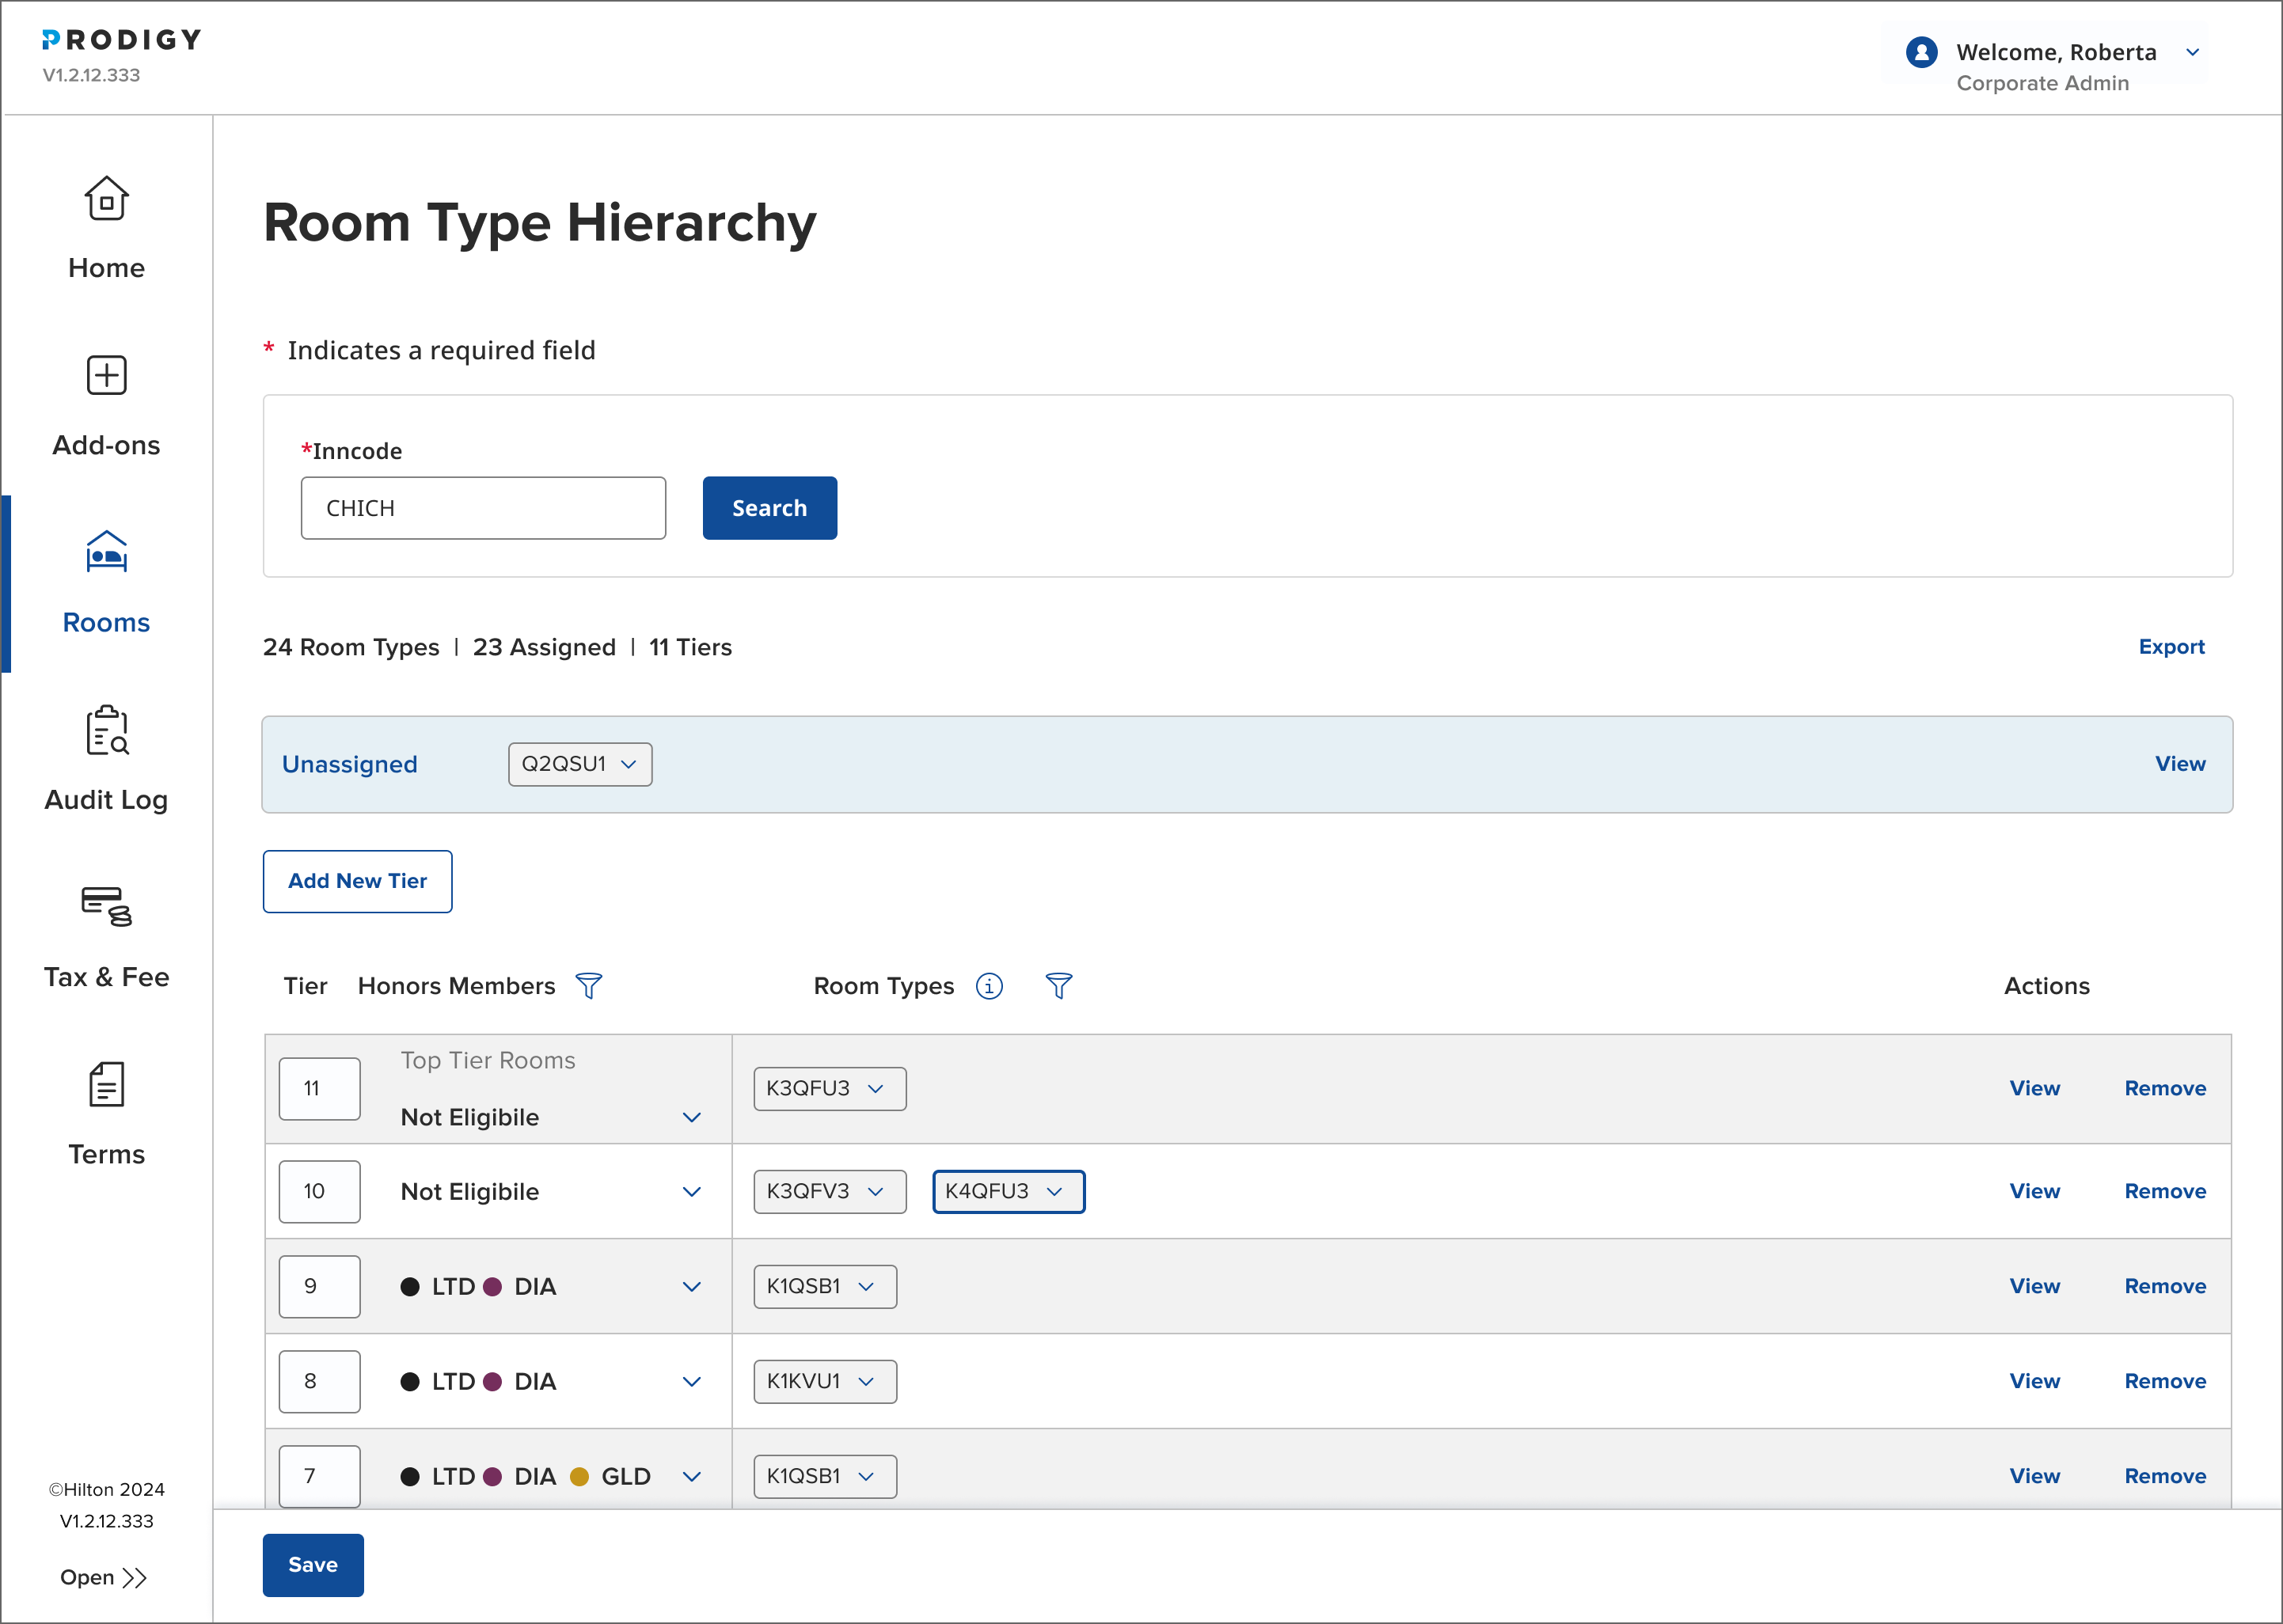 PRODIGY
V1.2.12.333
Welcome, Roberta
Corporate Admin
Home
Add-ons
Rooms
Audit Log
Tax & Fee
Terms
©Hilton 2024
V1.2.12.333
Open
Room Type Hierarchy
* Indicates a required field
*Inncode
CHICH
Search
24 Room Types | 23 Assigned | 11 Tiers
Export
Unassigned Q2QSU1 View
Add New Tier
Tier Honors Members Room Types i Actions
Top Tier Rooms
11 Not Eligibile K3QFU3 View Remove
10 Not Eligibile K3QFV3 K4QFU3 View Remove
9 LTD DIA K1QSB1 View Remove
8 LTD DIA K1KVU1 View Remove
7 LTD DIA GLD K1QSB1 View Remove
Save